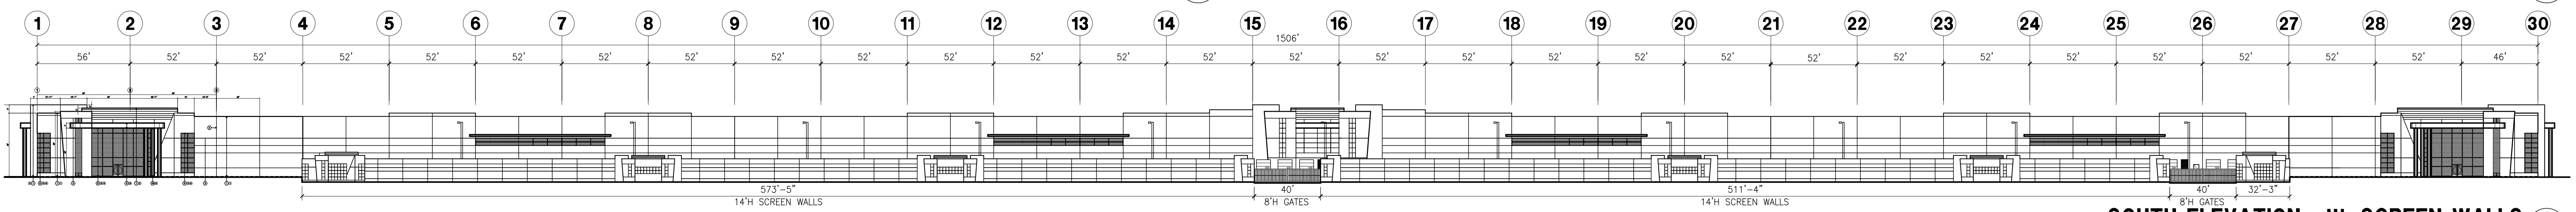 1 2 3 4 5 6 7 8 9 10 11 12 13 14 15 16 17 18 19 20 21 22 23 24 25 26 27 28 29 30
1506'
56' 52' 52' 52' 52' 52' 52' 52' 52' 52' 52' 52' 52' 52' 52' 52' 52' 52' 52' 52' 52' 52' 52' 52' 52' 52' 52' 52' 46'
573'-5" 40' 511'-4" 40' 32'-3"
14'H SCREEN WALLS 8'H GATES 14'H SCREEN WALLS 8'H GATES
SOUTH ELEVATION SCREEN WALLS